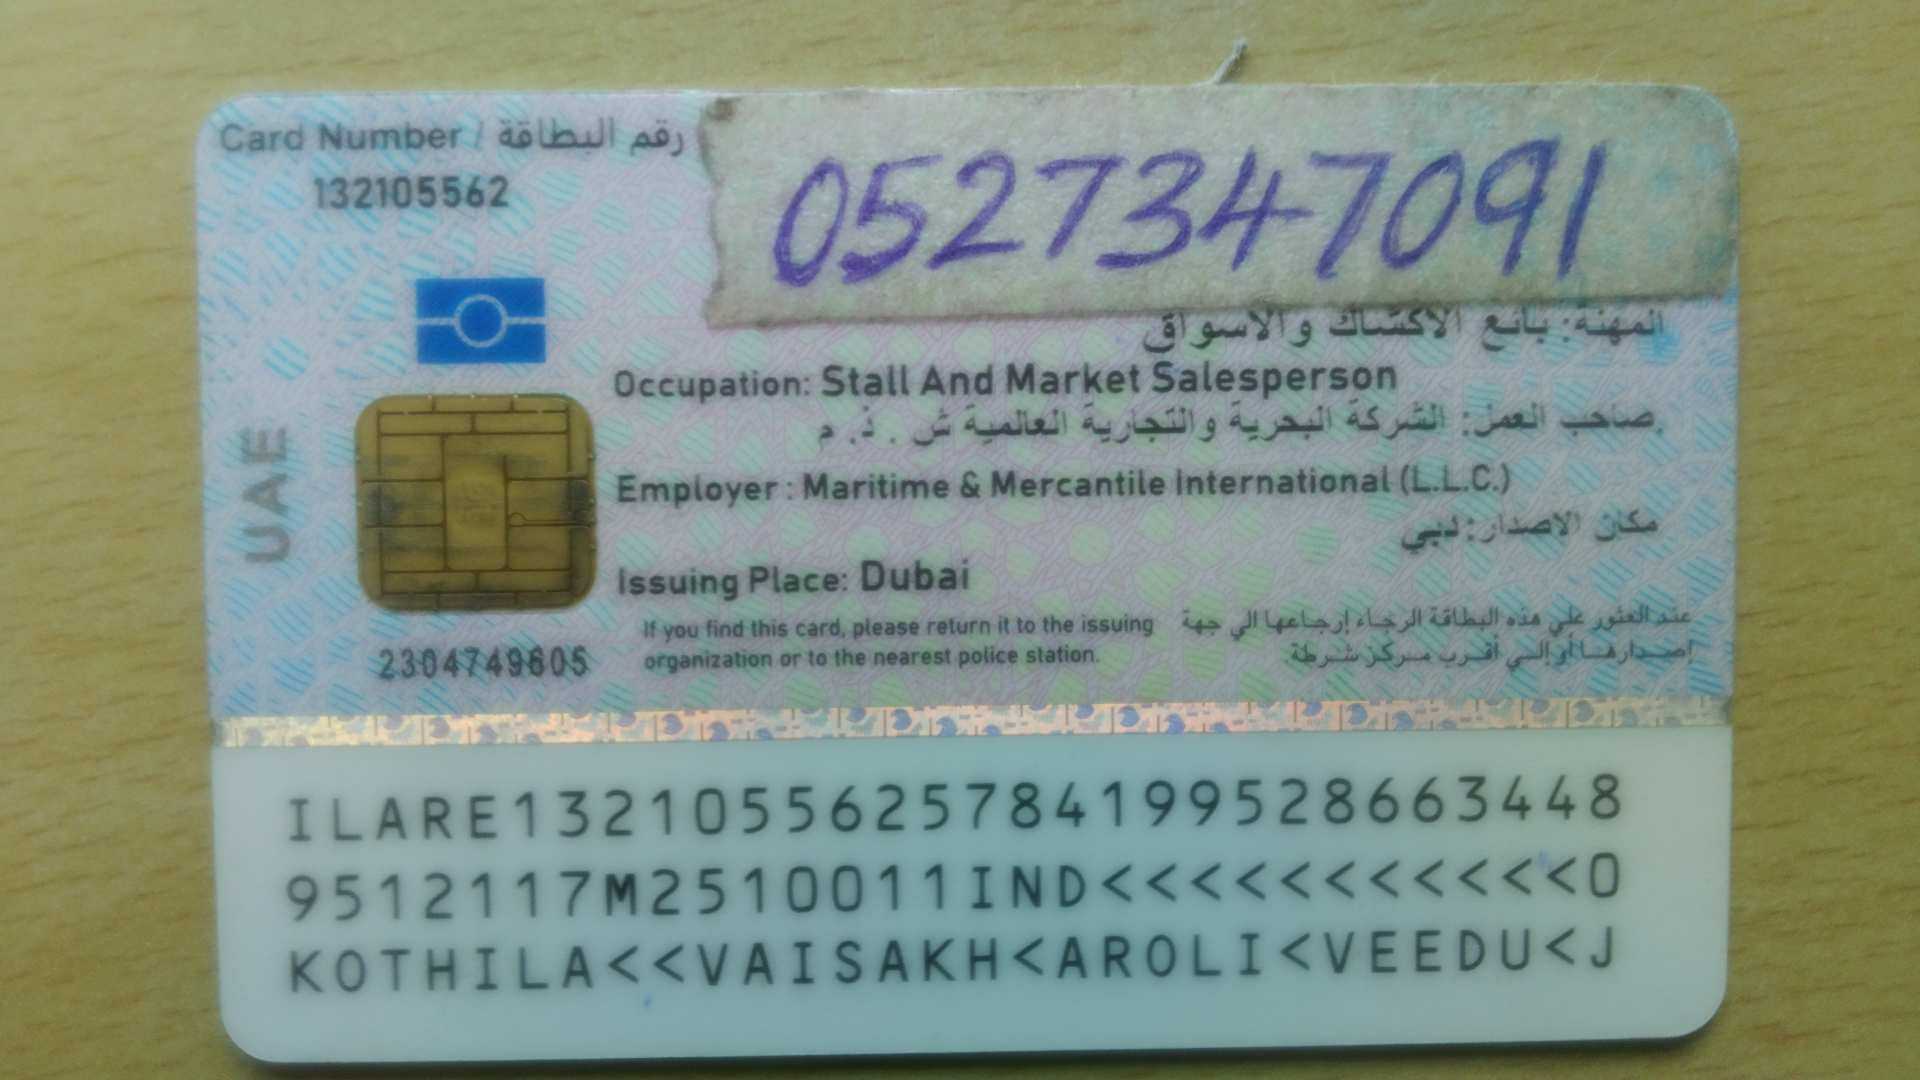 Card Number / رقم البطاقة
132105562
0527347091
المهنة: بائع الاكشاك والاسواق
Occupation: Stall And Market Salesperson
صاحب العمل: الشركة البحرية والتجارية العالمية ش . ذ. م.
Employer : Maritime & Mercantile International (L.L.C.)
مكان الاصدار: دبي
Issuing Place: Dubai
UAE
If you find this card, please return it to the issuing
organization or to the nearest police station.
عند العثور علي هذه البطاقة الرجاء إرجاعها الي جهة
إصدارها أو إلي أقرب مركز شرطة.
2304749605
ILARE1321055625784199528663448
9512117M2510011IND<<<<<<<<<<<O
KOTHILA<<VAISAKH<AROLI<VEEDU<J